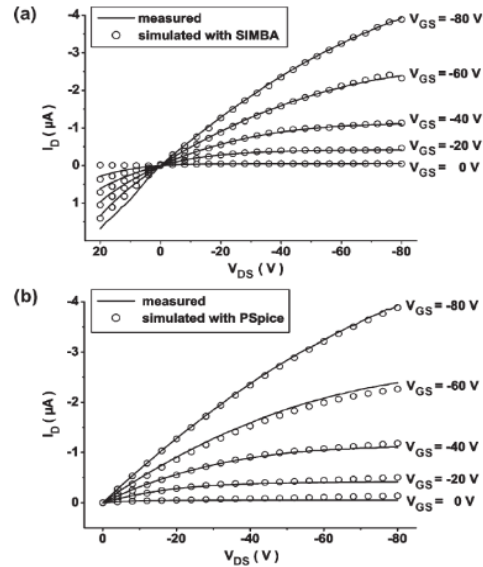 (a)
measured
simulated with SIMBA
-4
-3
-2
-1
0
1
I_D (µA)
20 0 -20 -40 -60 -80
V_DS ( V )
V_GS = -80 V
V_GS = -60 V
V_GS = -40 V
V_GS = -20 V
V_GS = 0 V
(b)
measured
simulated with PSpice
-4
-3
-2
-1
0
I_D (µA)
0 -20 -40 -60 -80
V_DS ( V )
V_GS = -80 V
V_GS = -60 V
V_GS = -40 V
V_GS = -20 V
V_GS = 0 V